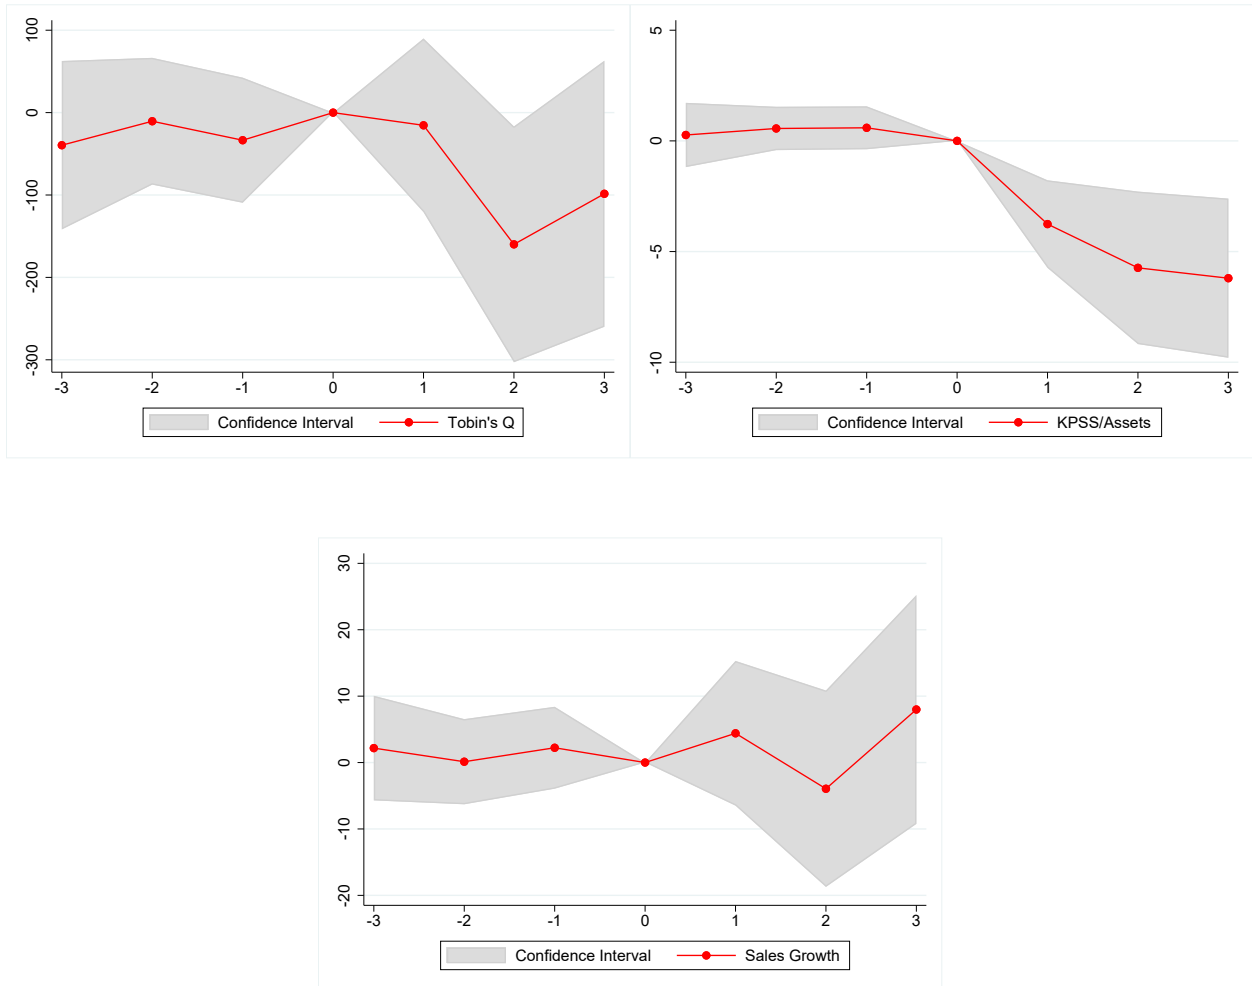 100
0
-100
-200
-300
-3 -2 -1 0 1 2 3
Confidence Interval Tobin's Q
5
0
-5
-10
-3 -2 -1 0 1 2 3
Confidence Interval KPSS/Assets
30
20
10
0
-10
-20
-3 -2 -1 0 1 2 3
Confidence Interval Sales Growth